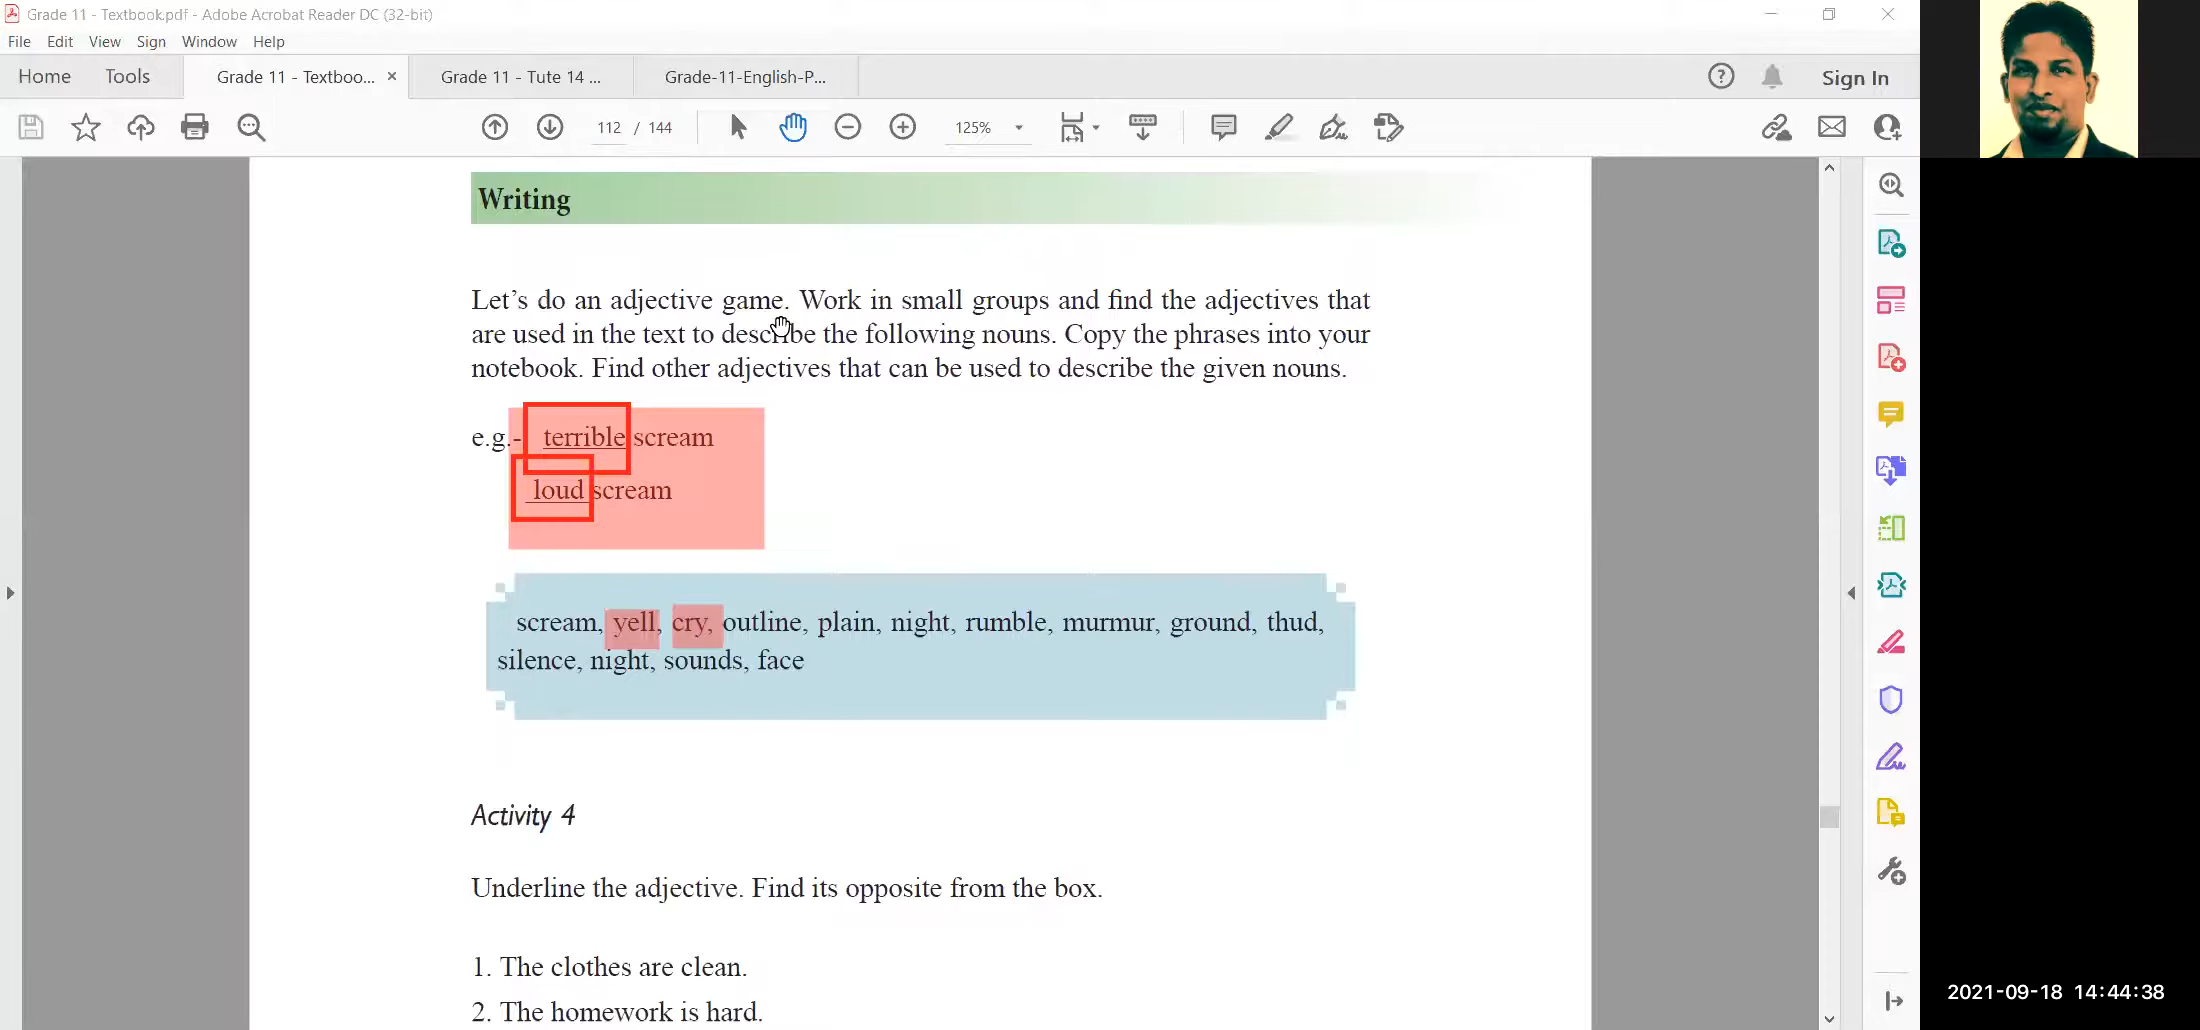 Grade 11 - Textbook.pdf - Adobe Acrobat Reader DC (32-bit)
File Edit View Sign Window Help
Home Tools Grade 11 - Textboo... × Grade 11 - Tute 14 ... Grade-11-English-P... Sign In
112 / 144 125%
Writing
Let's do an adjective game. Work in small groups and find the adjectives that
are used in the text to describe the following nouns. Copy the phrases into your
notebook. Find other adjectives that can be used to describe the given nouns.
e.g.- terrible scream
loud scream
scream, yell, cry, outline, plain, night, rumble, murmur, ground, thud,
silence, night, sounds, face
Activity 4
Underline the adjective. Find its opposite from the box.
1. The clothes are clean.
2. The homework is hard.
2021-09-18 14:44:38